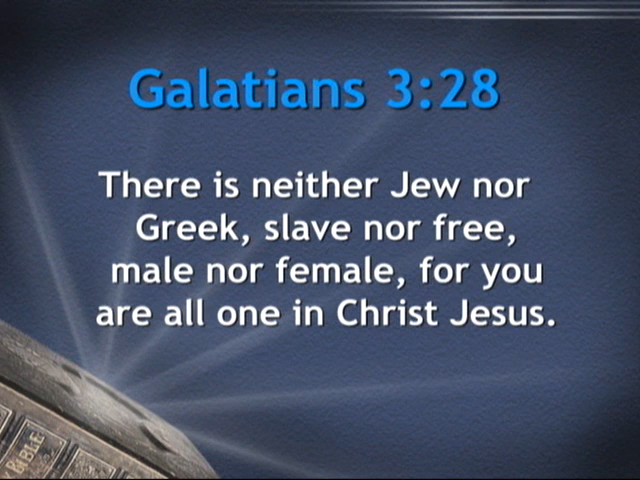 Galatians 3:28
There is neither Jew nor
Greek, slave nor free,
male nor female, for you
are all one in Christ Jesus.
BIBLE